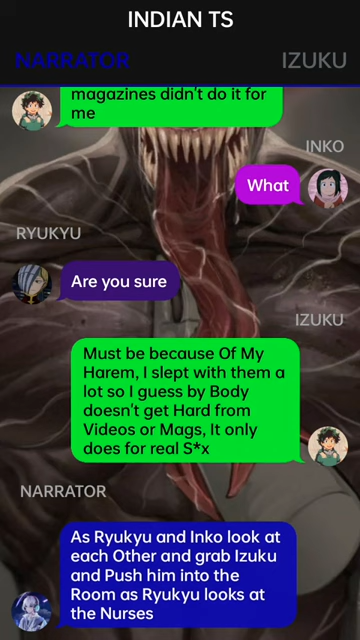 INDIAN TS
NARRATOR
IZUKU
magazines didn't do it for
me
INKO
What
RYUKYU
Are you sure
IZUKU
Must be because Of My
Harem, I slept with them a
lot so I guess by Body
doesn't get Hard from
Videos or Mags, It only
does for real S*x
NARRATOR
As Ryukyu and Inko look at
each Other and grab Izuku
and Push him into the
Room as Ryukyu looks at
the Nurses